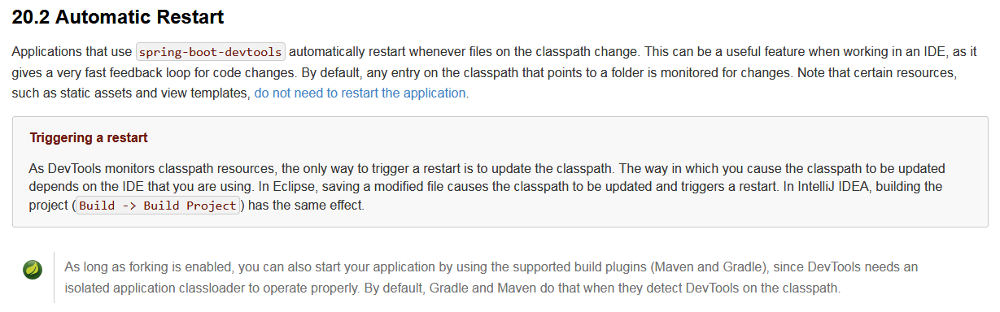 20.2 Automatic Restart
Applications that use spring-boot-devtools automatically restart whenever files on the classpath change. This can be a useful feature when working in an IDE, as it
gives a very fast feedback loop for code changes. By default, any entry on the classpath that points to a folder is monitored for changes. Note that certain resources,
such as static assets and view templates, do not need to restart the application.
Triggering a restart
As DevTools monitors classpath resources, the only way to trigger a restart is to update the classpath. The way in which you cause the classpath to be updated
depends on the IDE that you are using. In Eclipse, saving a modified file causes the classpath to be updated and triggers a restart. In IntelliJ IDEA, building the
project (Build -> Build Project) has the same effect.
As long as forking is enabled, you can also start your application by using the supported build plugins (Maven and Gradle), since DevTools needs an
isolated application classloader to operate properly. By default, Gradle and Maven do that when they detect DevTools on the classpath.